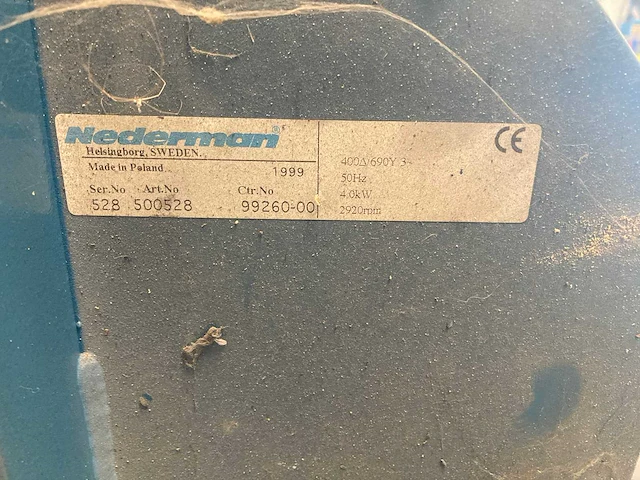 Nederman®
Helsingborg, SWEDEN.
Made in Poland
1999
Ser.No Art.No Ctr.No
528 500528 99260-00
400Δ/690Y 3~
50Hz
4.0kW
2920rpm
CE